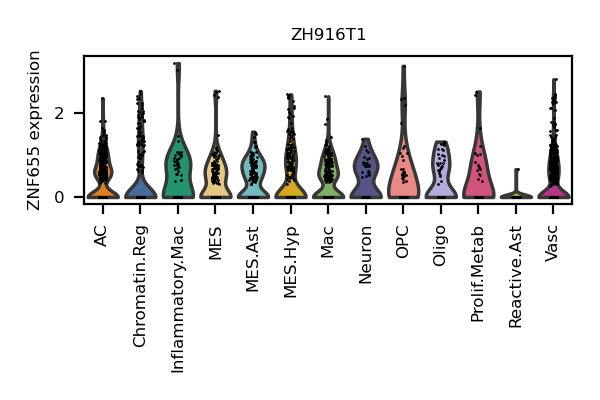 ZH916T1
ZNF655 expression
2
0
AC
Chromatin.Reg
Inflammatory.Mac
MES
MES.Ast
MES.Hyp
Mac
Neuron
OPC
Oligo
Prolif.Metab
Reactive.Ast
Vasc